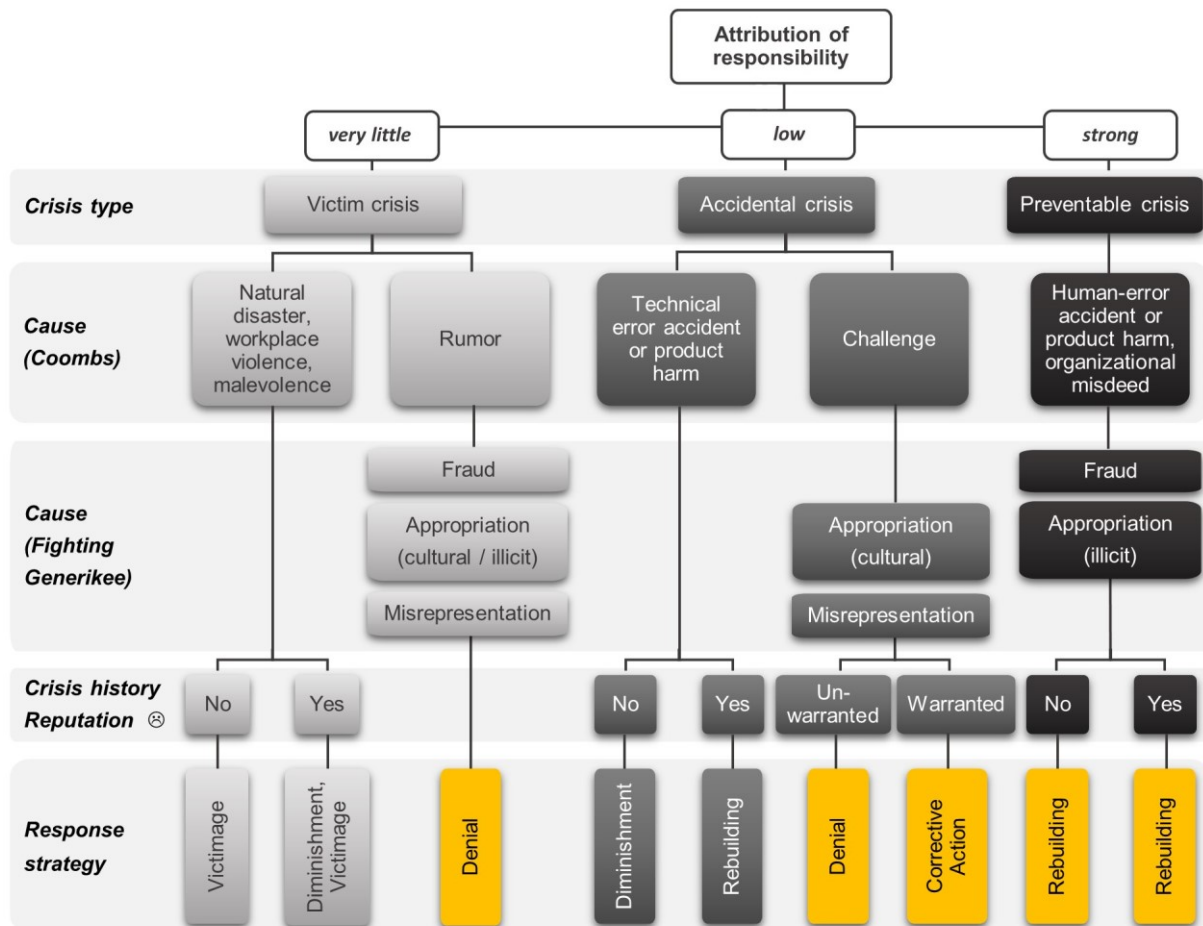 Attribution of
responsibility
very little
low
strong
Crisis type
Victim crisis
Accidental crisis
Preventable crisis
Cause
(Coombs)
Natural
disaster,
workplace
violence,
malevolence
Rumor
Technical
error accident
or product
harm
Challenge
Human-error
accident or
product harm,
organizational
misdeed
Cause
(Fighting
Generikee)
Fraud
Appropriation
(cultural / illicit)
Misrepresentation
Appropriation
(cultural)
Misrepresentation
Fraud
Appropriation
(illicit)
Crisis history
Reputation ☹
No
Yes
No
Yes
Un-
warranted
Warranted
No
Yes
Response
strategy
Victimage
Diminishment,
Victimage
Denial
Diminishment
Rebuilding
Denial
Corrective
Action
Rebuilding
Rebuilding